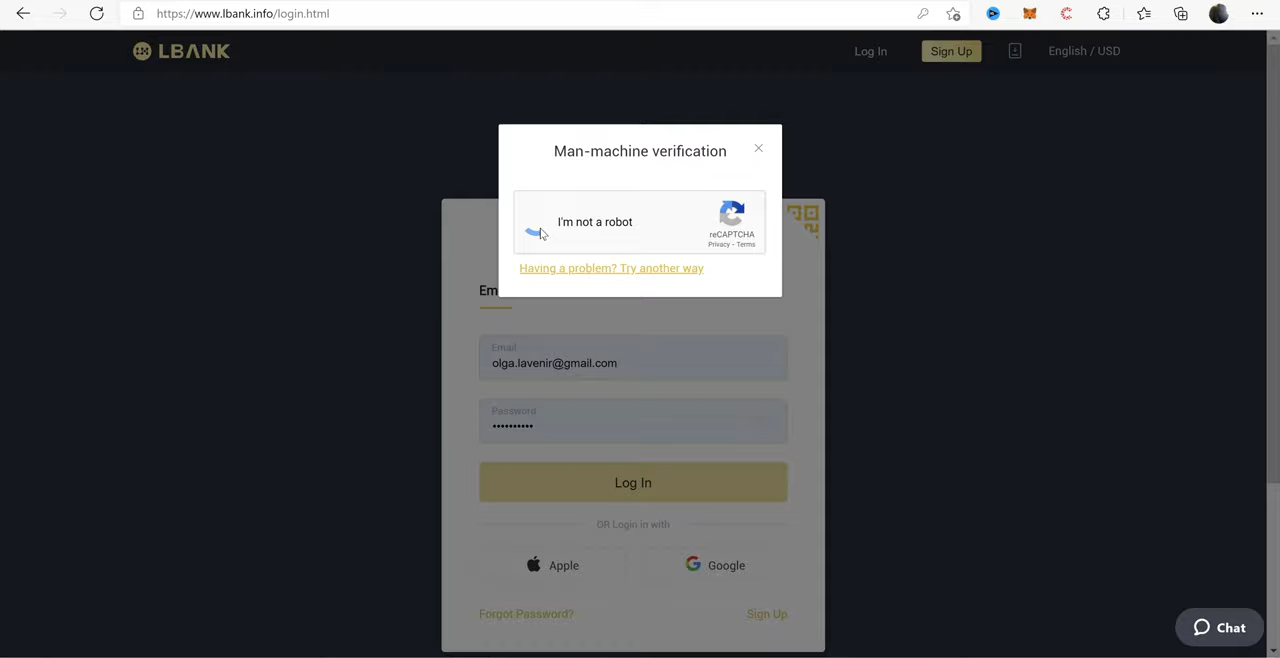 https://www.lbank.info/login.html
LBANK
Log In
Sign Up
English / USD
Man-machine verification
I'm not a robot
reCAPTCHA
Privacy - Terms
Having a problem? Try another way
Em
Email
olga.lavenir@gmail.com
Password
••••••••••
Log In
OR Login in with
Apple
Google
Forgot Password?
Sign Up
Chat